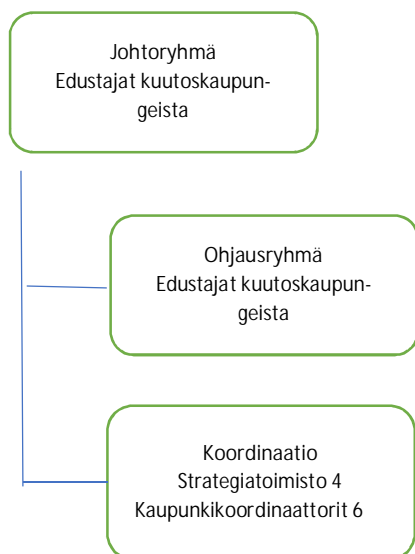 Johtoryhmä
Edustajat kuutoskaupun-
geista
Ohjausryhmä
Edustajat kuutoskaupun-
geista
Koordinaatio
Strategiatoimisto 4
Kaupunkikoordinaattorit 6